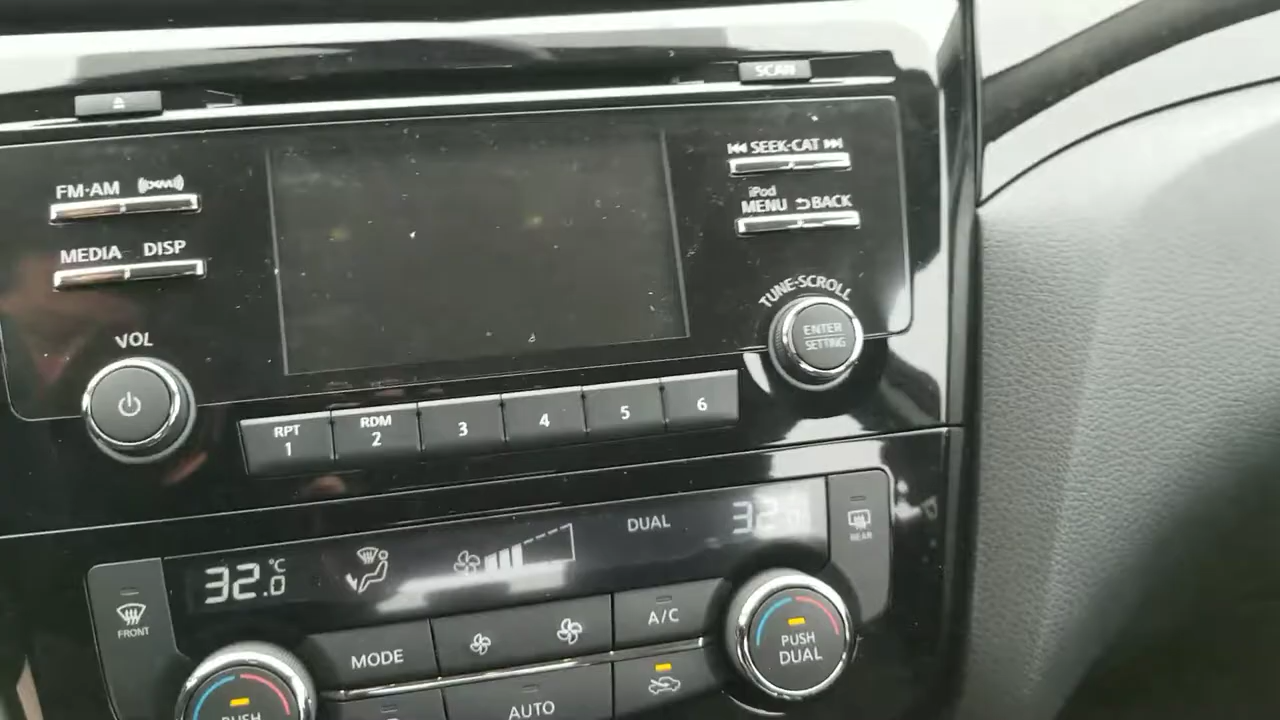 SCAN
SEEK·CAT
FM·AM
iPod
MENU BACK
MEDIA DISP
TUNE·SCROLL
VOL
ENTER
SETTING
RPT
1
RDM
2
3
4
5
6
DUAL
32.0°C
REAR
FRONT
A/C
MODE
PUSH
DUAL
AUTO
PUSH